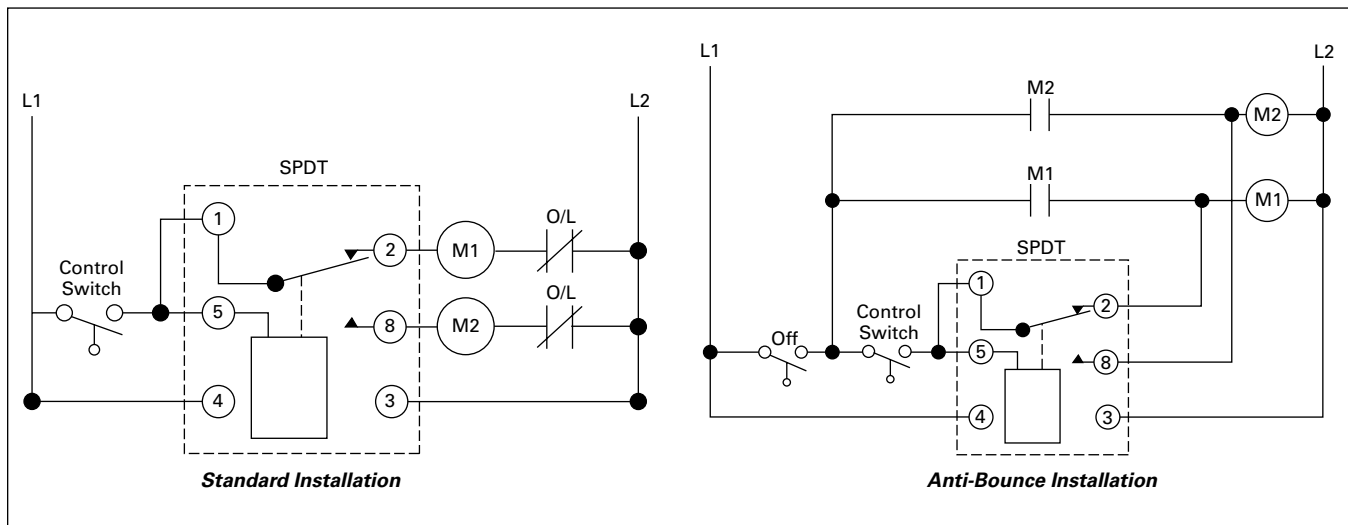 L1
L2
SPDT
1
2
M1
O/L
Control
Switch
5
8
M2
O/L
4
3
Standard Installation
L1
L2
M2
M2
M1
M1
SPDT
1
2
Off
Control
Switch
5
8
4
3
Anti-Bounce Installation